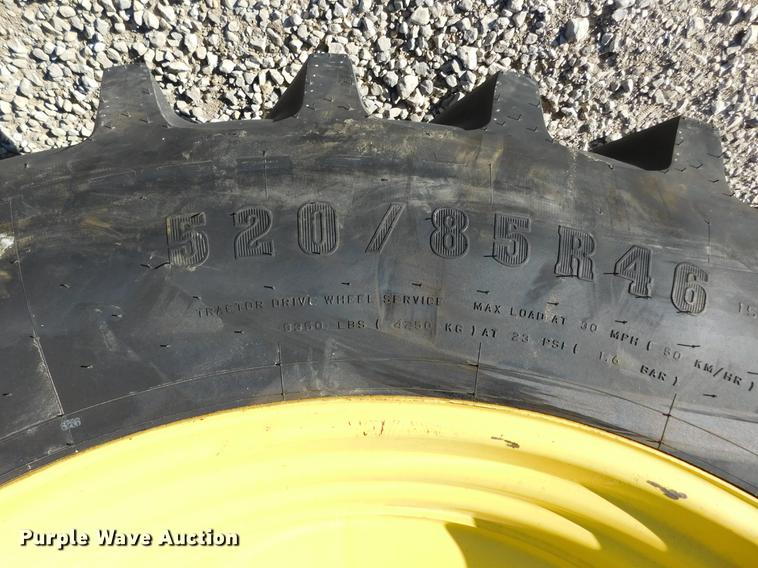 520/85R46
TRACTOR DRIVE WHEEL SERVICE MAX LOAD AT 30 MPH ( 50 KM/HR )
LBS ( 4250 KG ) AT 23 PSI ( 1.6 BAR )
Purple Wave Auction